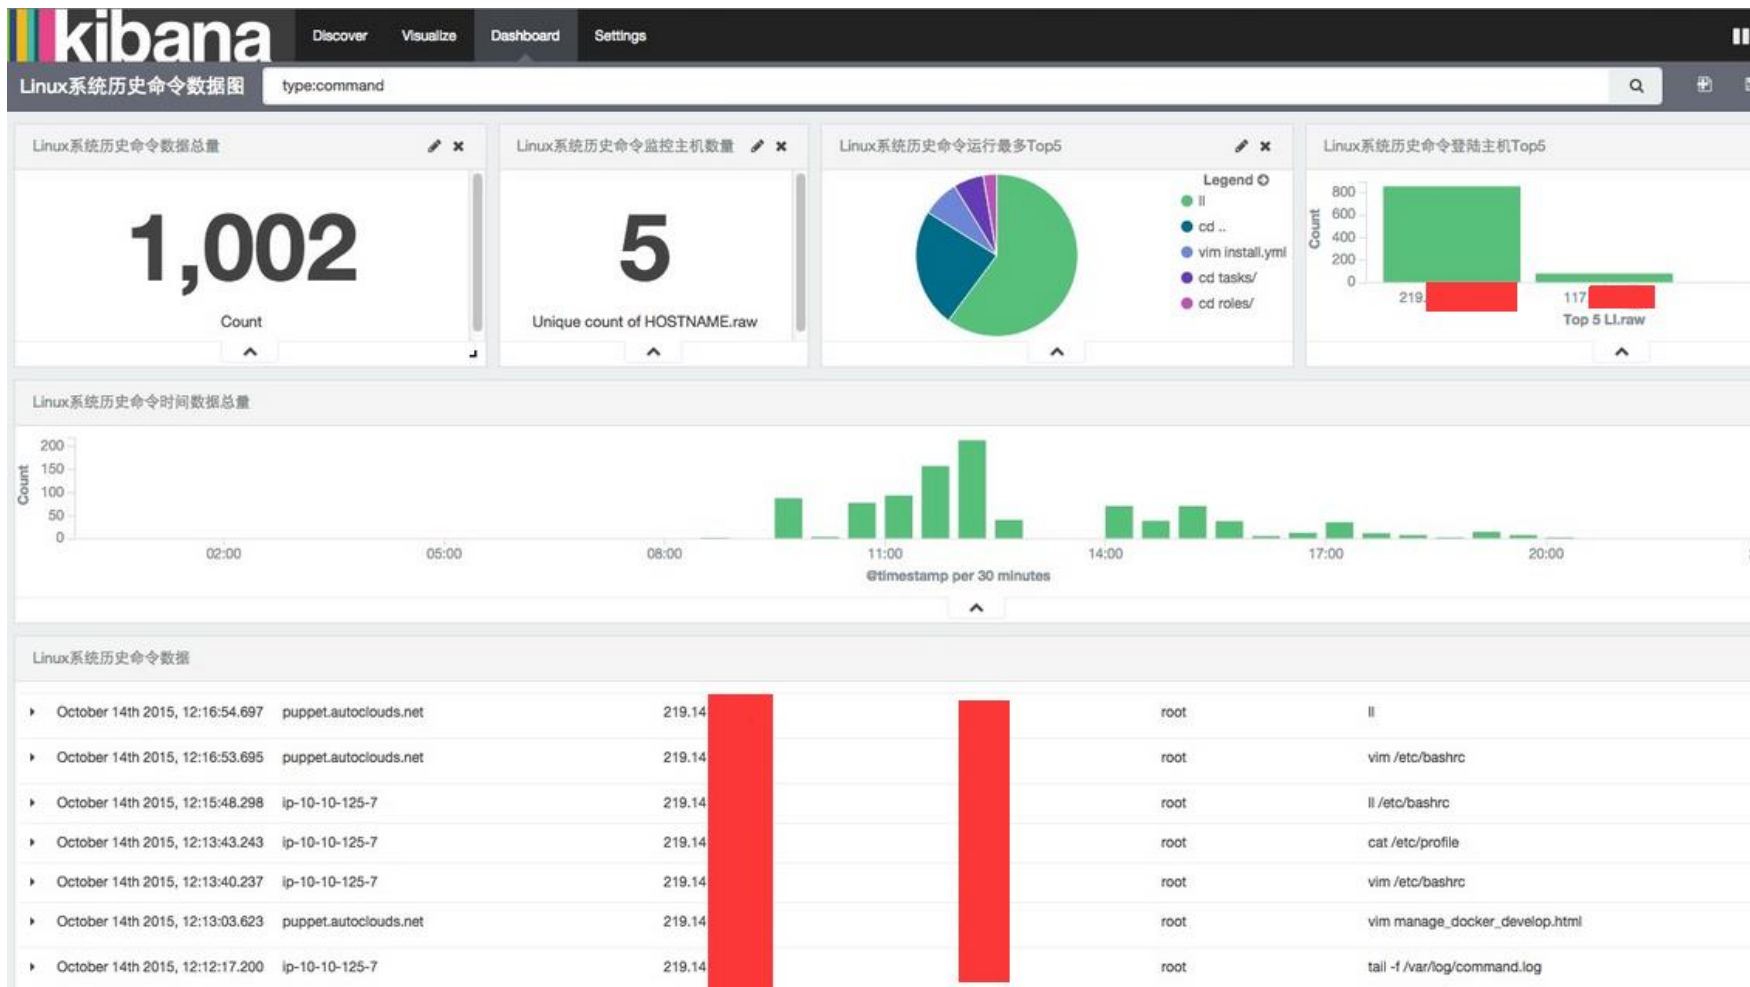 kibana Discover Visualize Dashboard Settings
Linux系统历史命令数据图 type:command
Linux系统历史命令数据总量
1,002
Count
Linux系统历史命令监控主机数量
5
Unique count of HOSTNAME.raw
Linux系统历史命令运行最多Top5
Legend
ll
cd ..
vim install.yml
cd tasks/
cd roles/
Linux系统历史命令登陆主机Top5
Count
800
600
400
200
0
219. 117.
Top 5 LI.raw
Linux系统历史命令时间数据总量
Count
200
150
100
50
0
02:00 05:00 08:00 11:00 14:00 17:00 20:00
@timestamp per 30 minutes
Linux系统历史命令数据
October 14th 2015, 12:16:54.697 puppet.autoclouds.net 219.14 root ll
October 14th 2015, 12:16:53.695 puppet.autoclouds.net 219.14 root vim /etc/bashrc
October 14th 2015, 12:15:48.298 ip-10-10-125-7 219.14 root ll /etc/bashrc
October 14th 2015, 12:13:43.243 ip-10-10-125-7 219.14 root cat /etc/profile
October 14th 2015, 12:13:40.237 ip-10-10-125-7 219.14 root vim /etc/bashrc
October 14th 2015, 12:13:03.623 puppet.autoclouds.net 219.14 root vim manage_docker_develop.html
October 14th 2015, 12:12:17.200 ip-10-10-125-7 219.14 root tail -f /var/log/command.log